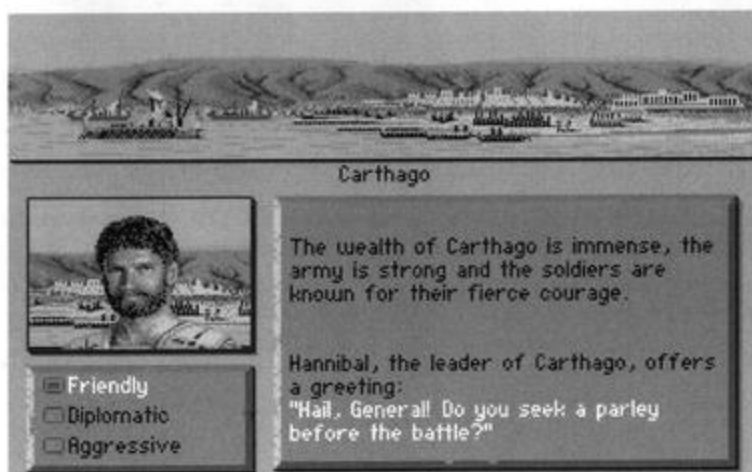 Carthago
The wealth of Carthago is immense, the
army is strong and the soldiers are
known for their fierce courage.
Hannibal, the leader of Carthago, offers
a greeting:
"Hail, General! Do you seek a parley
before the battle?"
Friendly
Diplomatic
Aggressive